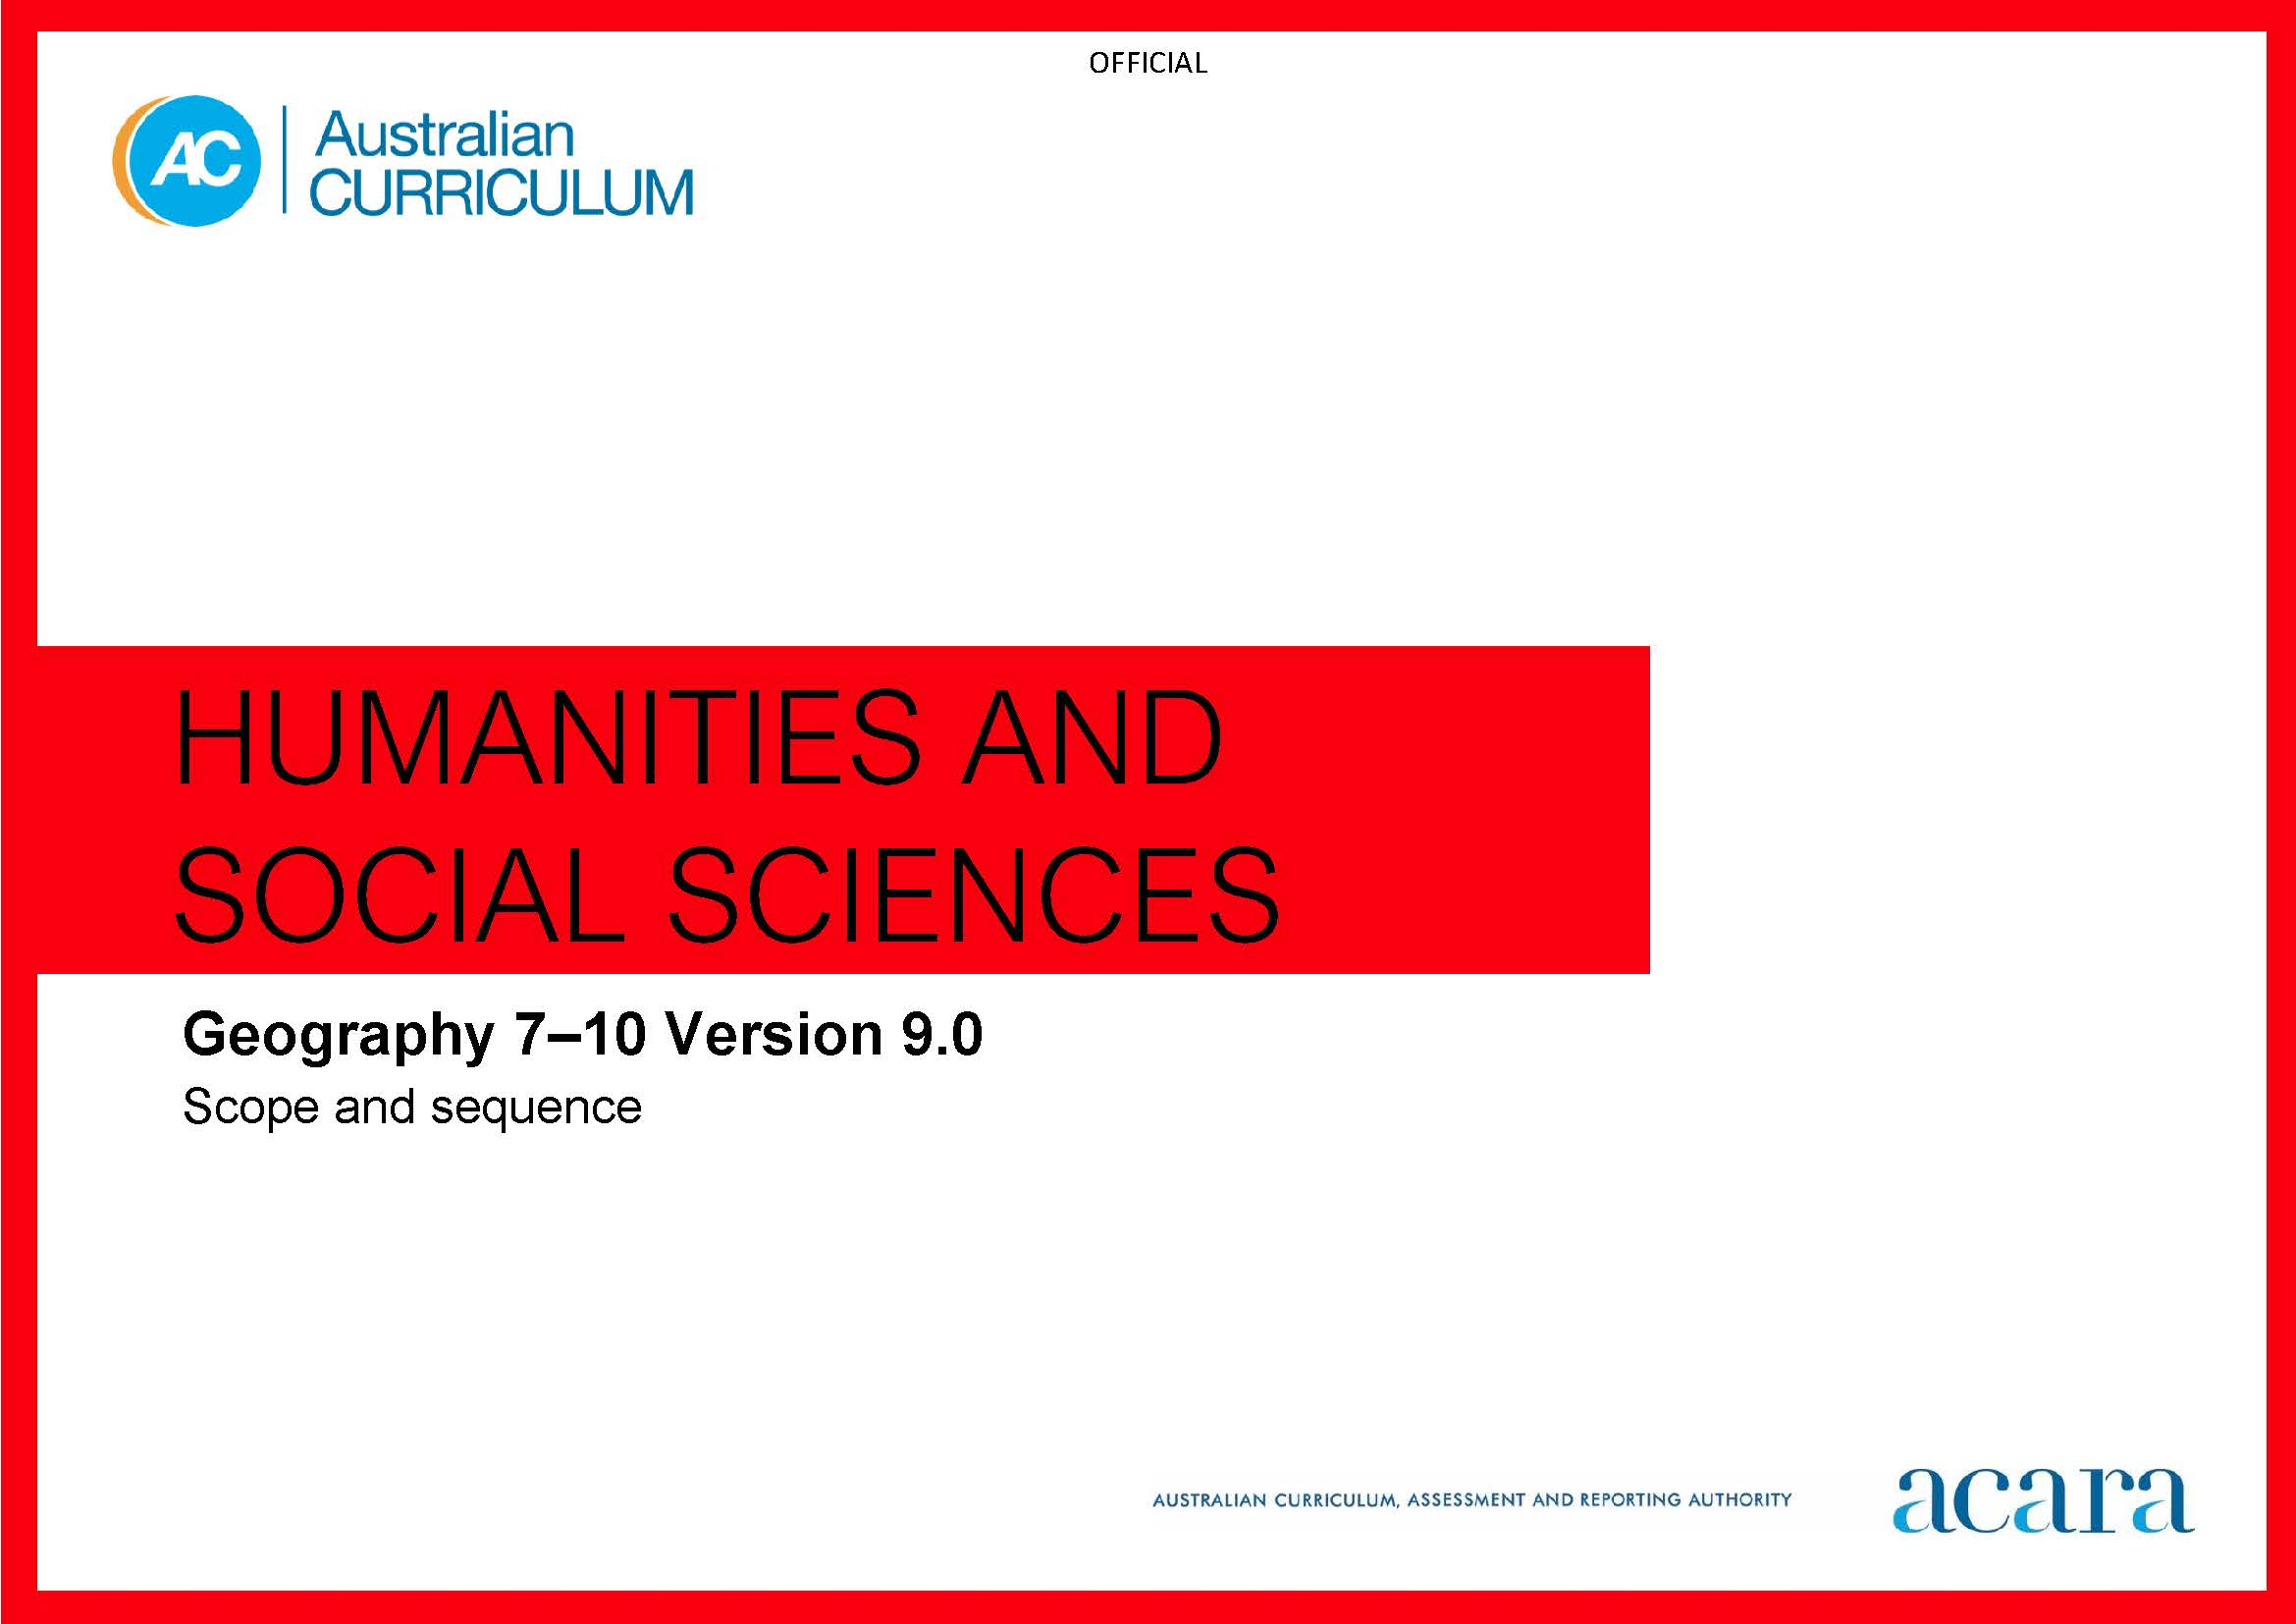 OFFICIAL
AC
Australian
CURRICULUM
HUMANITIES AND
SOCIAL SCIENCES
Geography 7–10 Version 9.0
Scope and sequence
AUSTRALIAN CURRICULUM, ASSESSMENT AND REPORTING AUTHORITY
acara